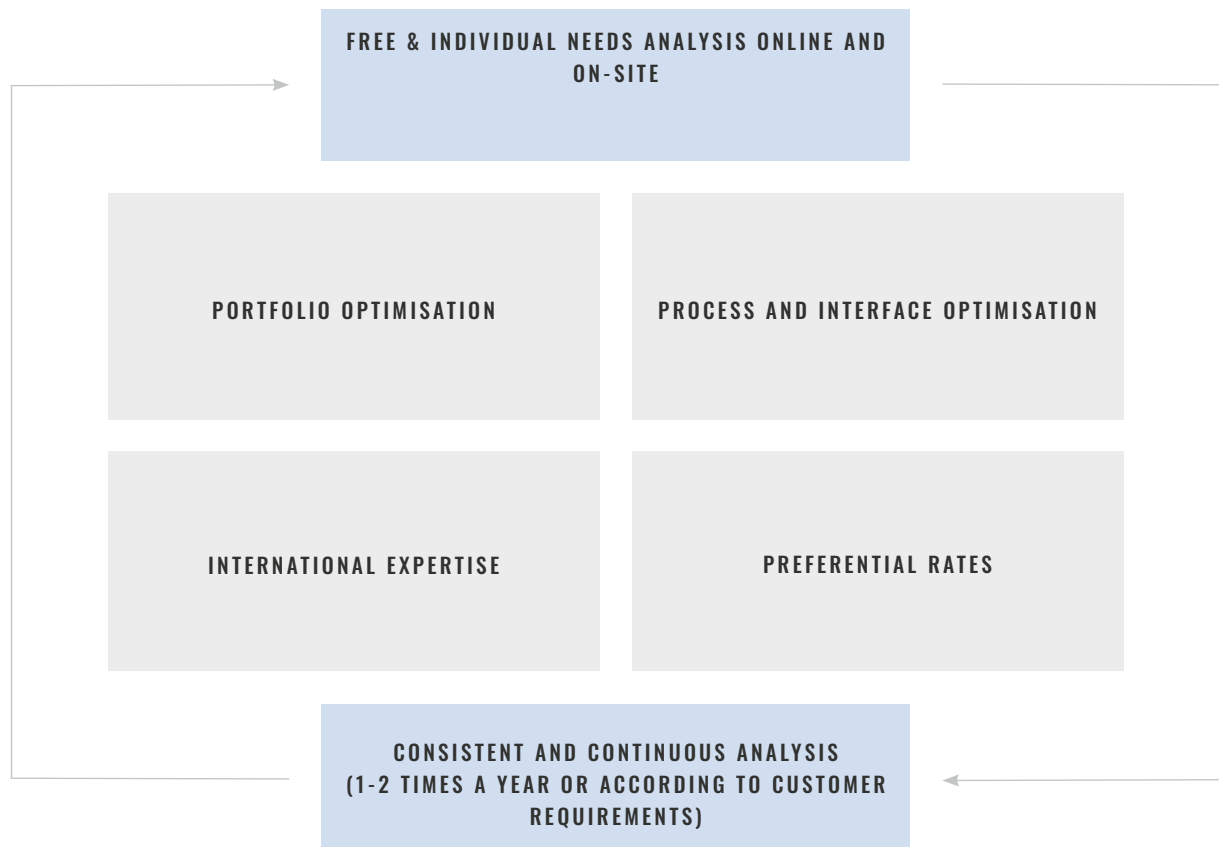 FREE & INDIVIDUAL NEEDS ANALYSIS ONLINE AND
ON-SITE
PORTFOLIO OPTIMISATION
PROCESS AND INTERFACE OPTIMISATION
INTERNATIONAL EXPERTISE
PREFERENTIAL RATES
CONSISTENT AND CONTINUOUS ANALYSIS
(1-2 TIMES A YEAR OR ACCORDING TO CUSTOMER
REQUIREMENTS)